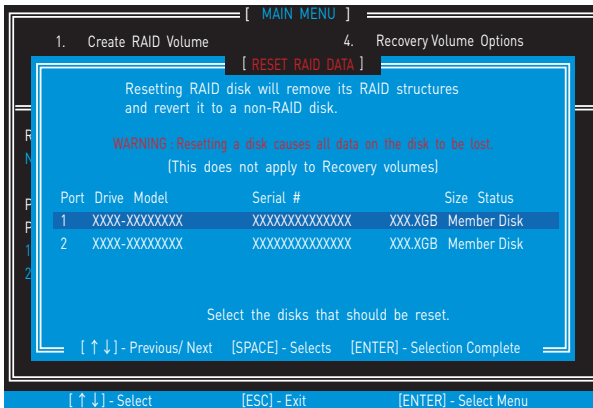 [ MAIN MENU ]
1. Create RAID Volume 4. Recovery Volume Options
[ RESET RAID DATA ]
Resetting RAID disk will remove its RAID structures
and revert it to a non-RAID disk.
WARNING : Resetting a disk causes all data on the disk to be lost.
(This does not apply to Recovery volumes)
Port Drive Model Serial # Size Status
1 XXXX-XXXXXXXX XXXXXXXXXXXXXX XXX.XGB Member Disk
2 XXXX-XXXXXXXX XXXXXXXXXXXXXX XXX.XGB Member Disk
Select the disks that should be reset.
[ ↑↓ ] - Previous/ Next [SPACE] - Selects [ENTER] - Selection Complete
[ ↑↓ ] - Select [ESC] - Exit [ENTER] - Select Menu